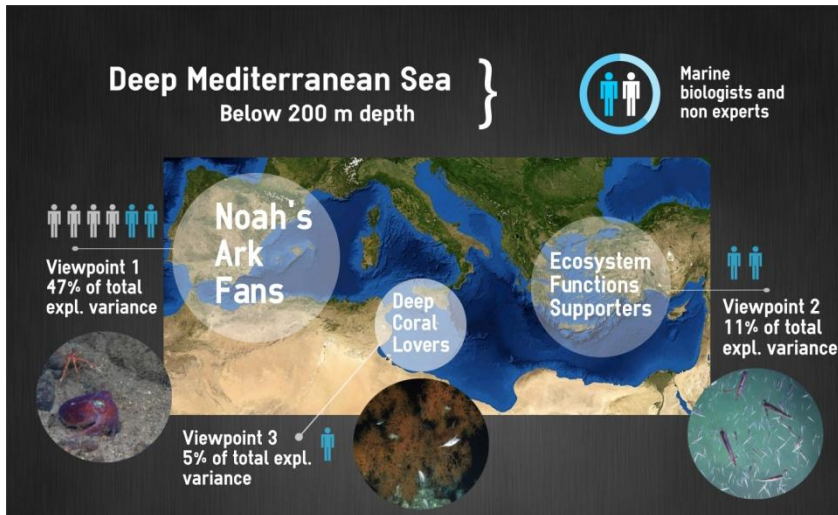 Deep Mediterranean Sea
Below 200 m depth
}
Marine
biologists and
non experts
Noah's
Ark
Fans
Viewpoint 1
47% of total
expl. variance
Deep
Coral
Lovers
Ecosystem
Functions
Supporters
Viewpoint 2
11% of total
expl. variance
Viewpoint 3
5% of total expl.
variance